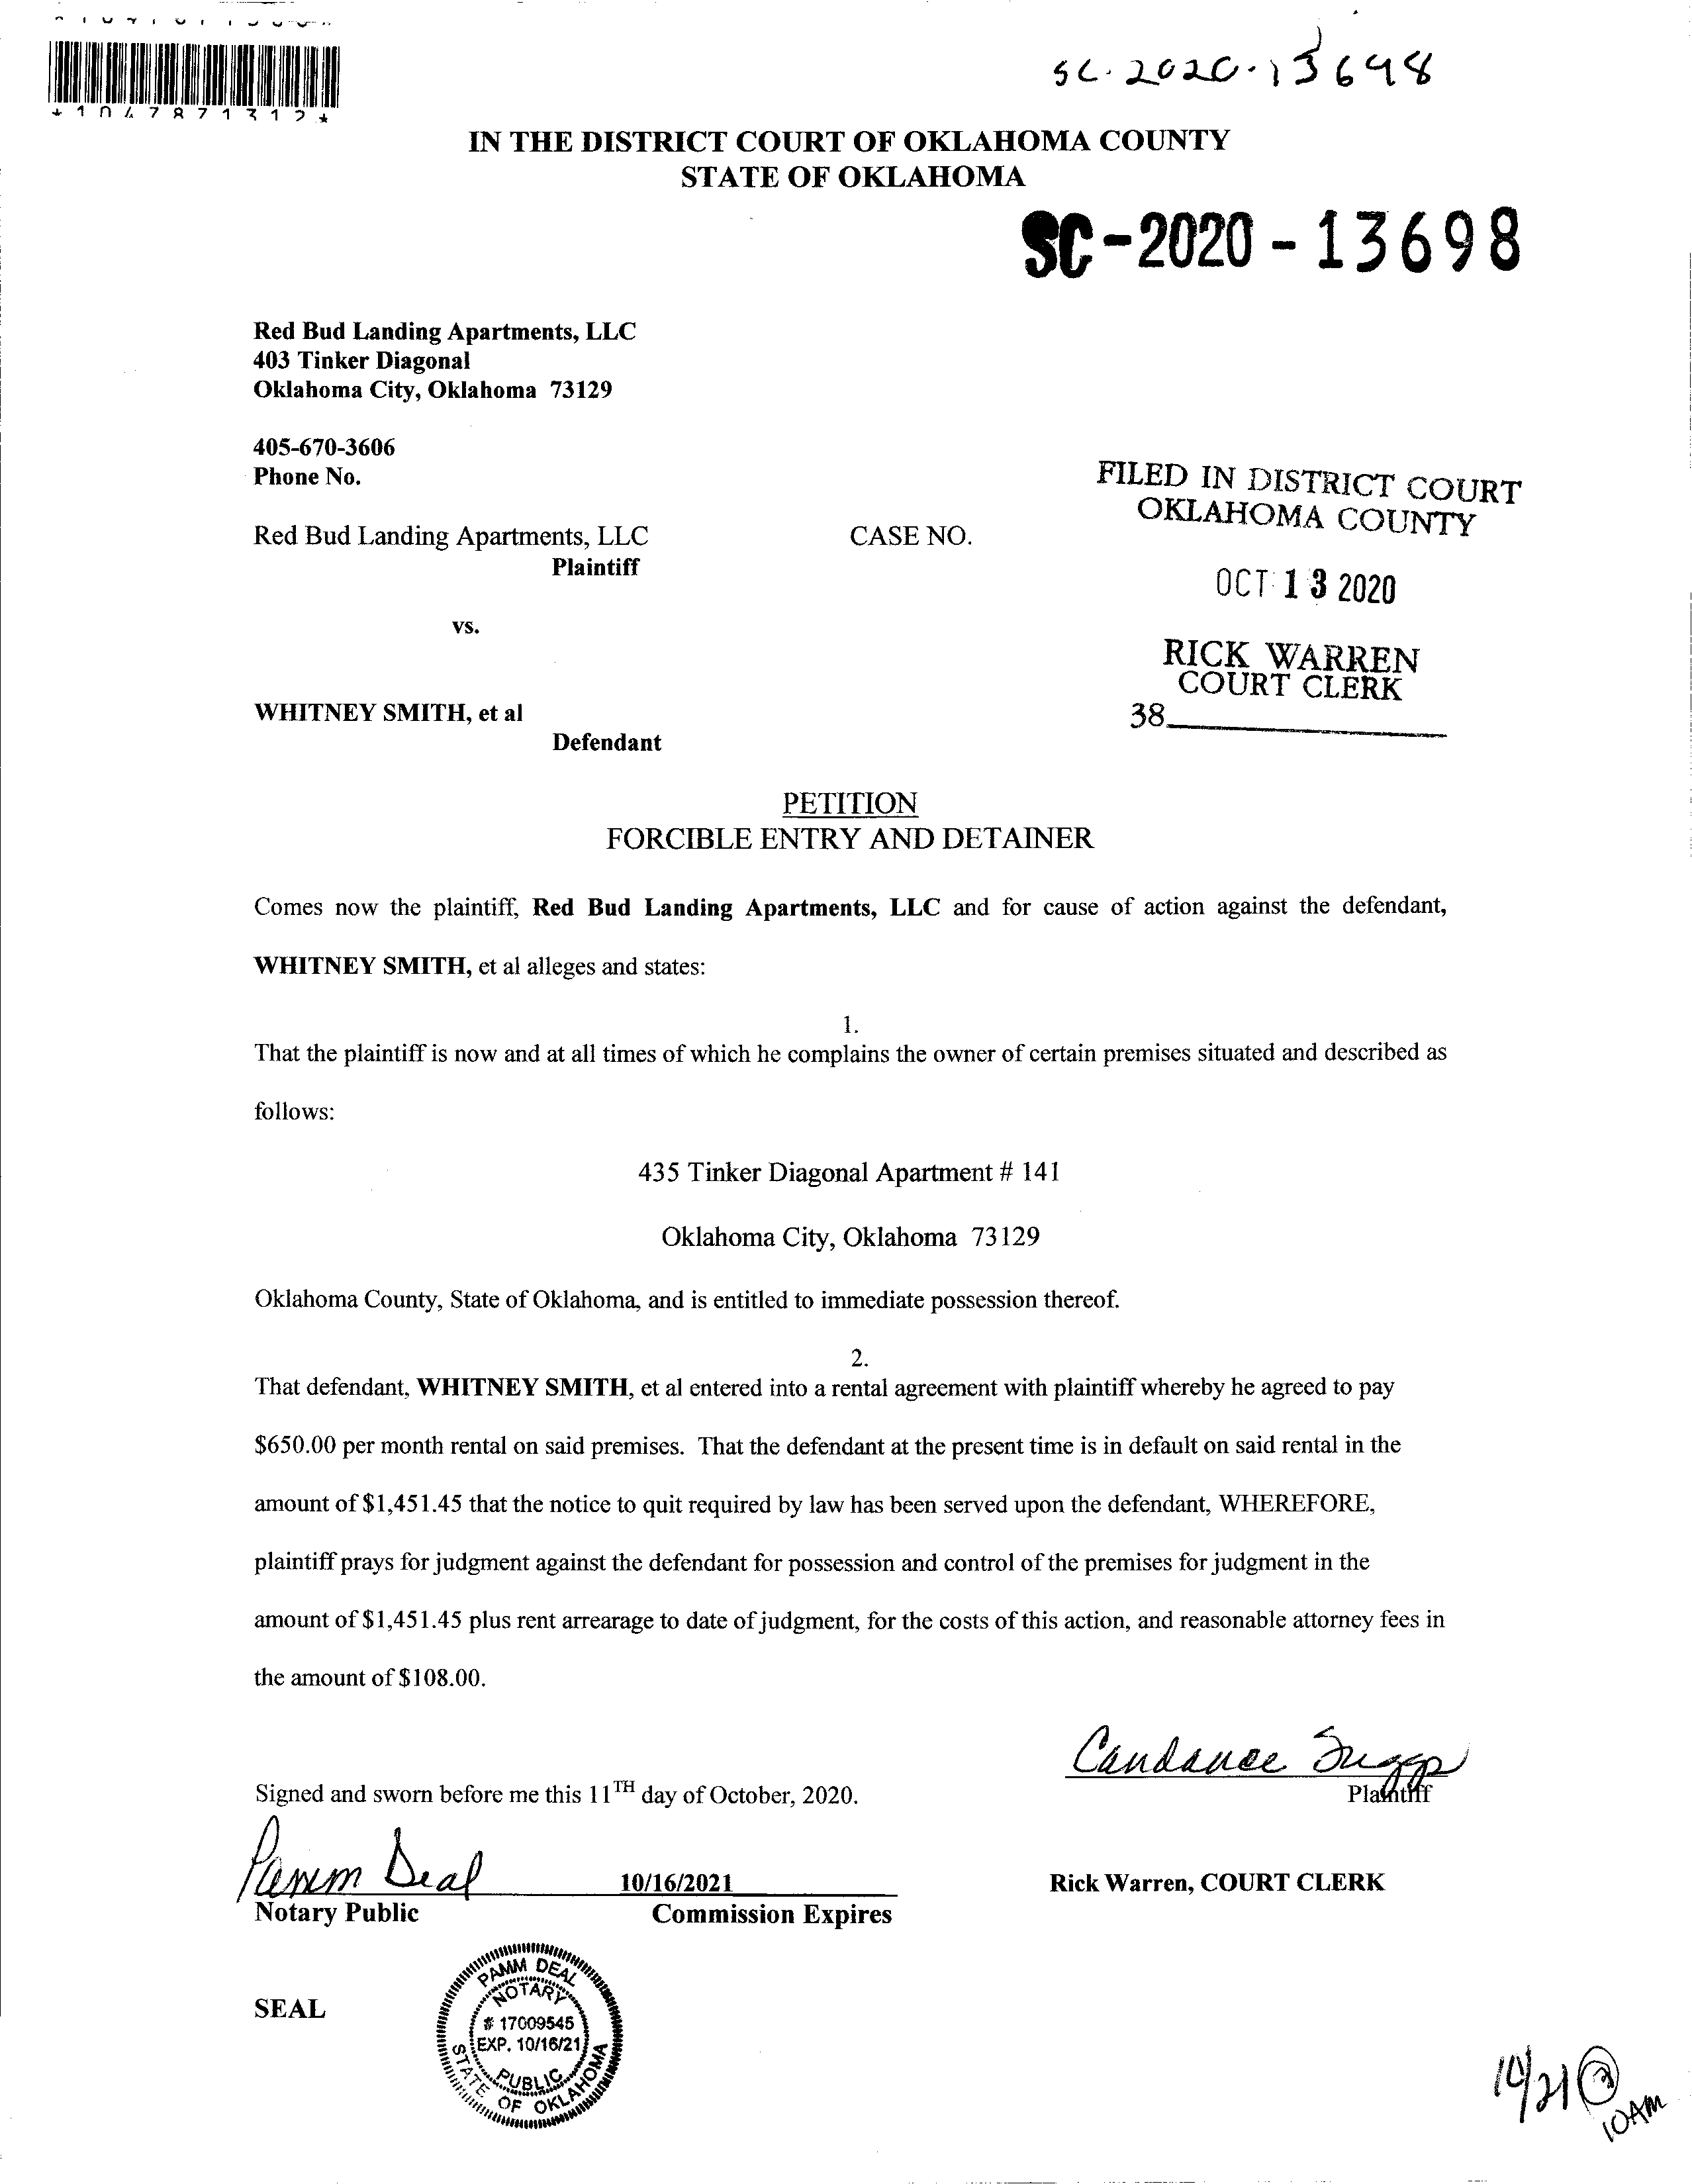 SC-2020-13698
*1047871312*
IN THE DISTRICT COURT OF OKLAHOMA COUNTY
STATE OF OKLAHOMA
SC-2020-13698
Red Bud Landing Apartments, LLC
403 Tinker Diagonal
Oklahoma City, Oklahoma 73129
405-670-3606
Phone No.
FILED IN DISTRICT COURT
OKLAHOMA COUNTY
Red Bud Landing Apartments, LLC CASE NO.
Plaintiff
OCT 13 2020
vs.
RICK WARREN
COURT CLERK
38
WHITNEY SMITH, et al
Defendant
PETITION
FORCIBLE ENTRY AND DETAINER
Comes now the plaintiff, Red Bud Landing Apartments, LLC and for cause of action against the defendant,
WHITNEY SMITH, et al alleges and states:
1.
That the plaintiff is now and at all times of which he complains the owner of certain premises situated and described as
follows:
435 Tinker Diagonal Apartment # 141
Oklahoma City, Oklahoma 73129
Oklahoma County, State of Oklahoma, and is entitled to immediate possession thereof.
2.
That defendant, WHITNEY SMITH, et al entered into a rental agreement with plaintiff whereby he agreed to pay
$650.00 per month rental on said premises. That the defendant at the present time is in default on said rental in the
amount of $1,451.45 that the notice to quit required by law has been served upon the defendant, WHEREFORE,
plaintiff prays for judgment against the defendant for possession and control of the premises for judgment in the
amount of $1,451.45 plus rent arrearage to date of judgment, for the costs of this action, and reasonable attorney fees in
the amount of $108.00.
Candance Suggs
Plaintiff
Signed and sworn before me this 11TH day of October, 2020.
Pamm Deal 10/16/2021
Notary Public Commission Expires
Rick Warren, COURT CLERK
SEAL
PAMM DEAL
NOTARY
# 17009545
EXP. 10/16/21
PUBLIC
STATE OF OKLAHOMA
10/21@
10AM